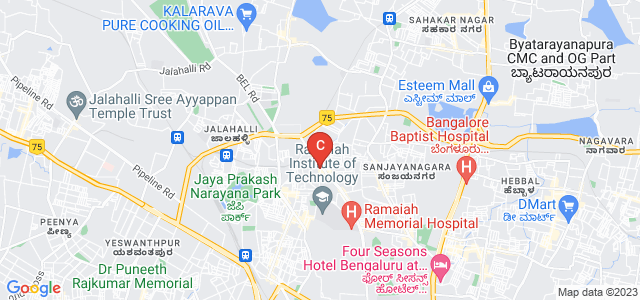 KALARAVA
PURE COOKING OIL...
SAHAKAR NAGAR
ಸಹಕಾರ ನಗರ
Byatarayanapura
CMC and OG Part
ಬ್ಯಾಟರಾಯನಪುರ
Jalahalli Rd
BEL Rd
Pipeline Rd
Esteem Mall
ಎಸ್ಟೀಮ್ ಮಾಲ್
Jalahalli Sree Ayyappan
Temple Trust
75
JALAHALLI
ಜಾಲಹಳ್ಳಿ
Bangalore
Baptist Hospital
ಬೆಂಗಳೂರು...
NAGAVARA
ನಾಗವಾರ
75
C
Ramaiah
Institute of
Technology
SANJAYANAGARA
ಸಂಜಯನಗರ
H
Pipeline Rd
Jaya Prakash
Narayana Park
ಜೆಪಿ
ಪಾರ್ಕ್
HEBBAL
ಹೆಬ್ಬಾಳ
DMart
ಡೀ ಮಾರ್ಟ್
H
Ramaiah
Memorial Hospital
PEENYA
ಪೀಣ್ಯ
YESWANTHPUR
ಯಶವಂತಪುರ
Four Seasons
Hotel Bengaluru at...
ಫೋರ್ ಸೀಸನ್ಸ
ಹೋಟೆಲ್...
Dr Puneeth
Rajkumar Memorial
Google
Map data ©2023